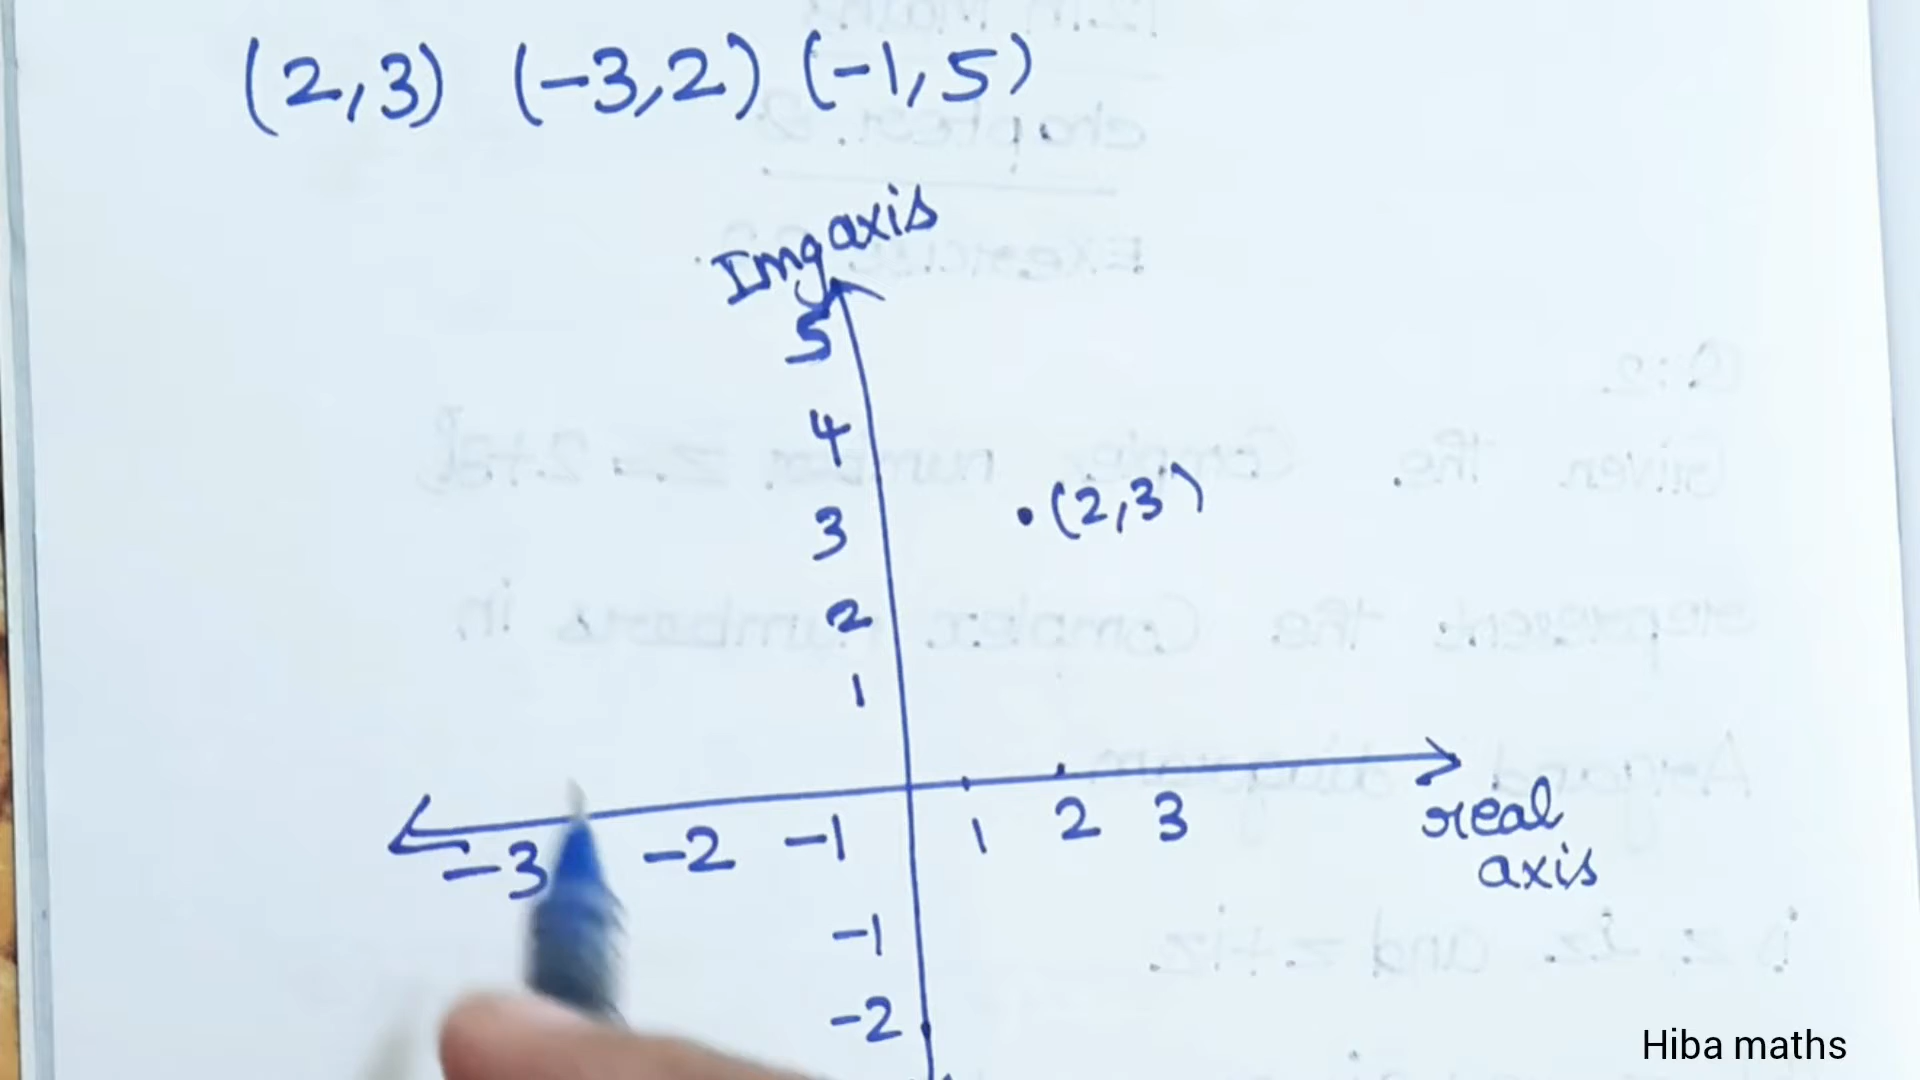 (2,3) (-3,2) (-1,5)
Img axis
5
4
3
•(2,3)
2
1
-3 -2 -1 1 2 3
real
axis
-1
-2
Hiba maths